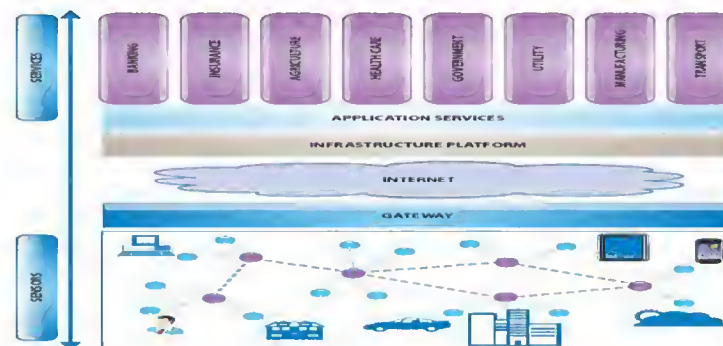 SERVICES
BANKING
INSURANCE
AGRICULTURE
HEALTH CARE
GOVERNMENT
UTILITY
MANUFACTURING
TRANSPORT
APPLICATION SERVICES
INFRASTRUCTURE PLATFORM
INTERNET
GATEWAY
SENSORS